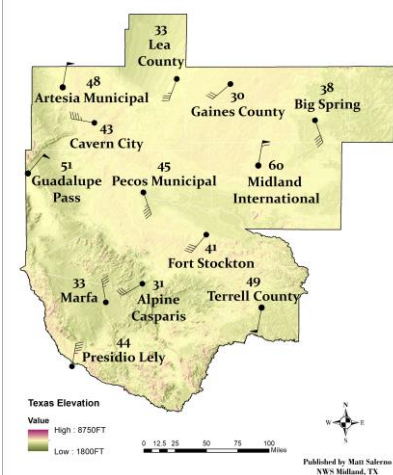 33
Lea
County
48
Artesia Municipal
30
Gaines County
38
Big Spring
43
Cavern City
51
Guadalupe
Pass
45
Pecos Municipal
60
Midland
International
41
Fort Stockton
33
Marfa
31
Alpine
Casparis
49
Terrell County
44
Presidio Lely
Texas Elevation
Value
High : 8750FT
Low : 1800FT
0 12.5 25 50 75 100
Miles
N
W E
S
Published by Matt Salerno
NWS Midland, TX